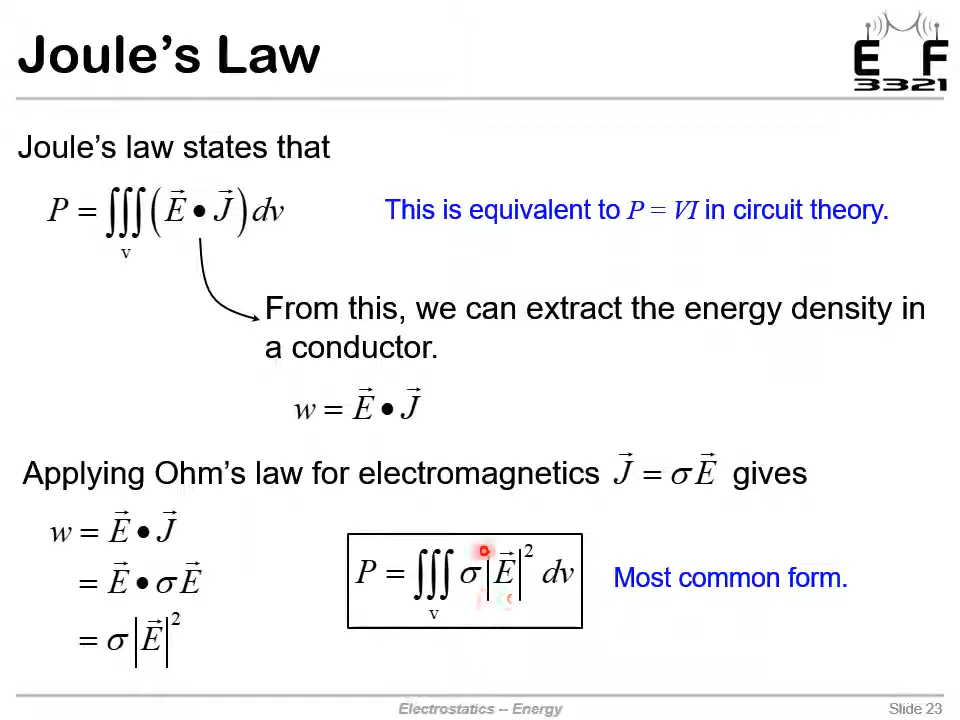 Joule's Law
E F
3321
Joule's law states that
P = ∭ᵥ (E⃗ • J⃗) dv
This is equivalent to P = VI in circuit theory.
From this, we can extract the energy density in
a conductor.
w = E⃗ • J⃗
Applying Ohm's law for electromagnetics J⃗ = σE⃗ gives
w = E⃗ • J⃗
= E⃗ • σE⃗
= σ|E⃗|²
P = ∭ᵥ σ|E⃗|² dv
Most common form.
Electrostatics -- Energy
Slide 23